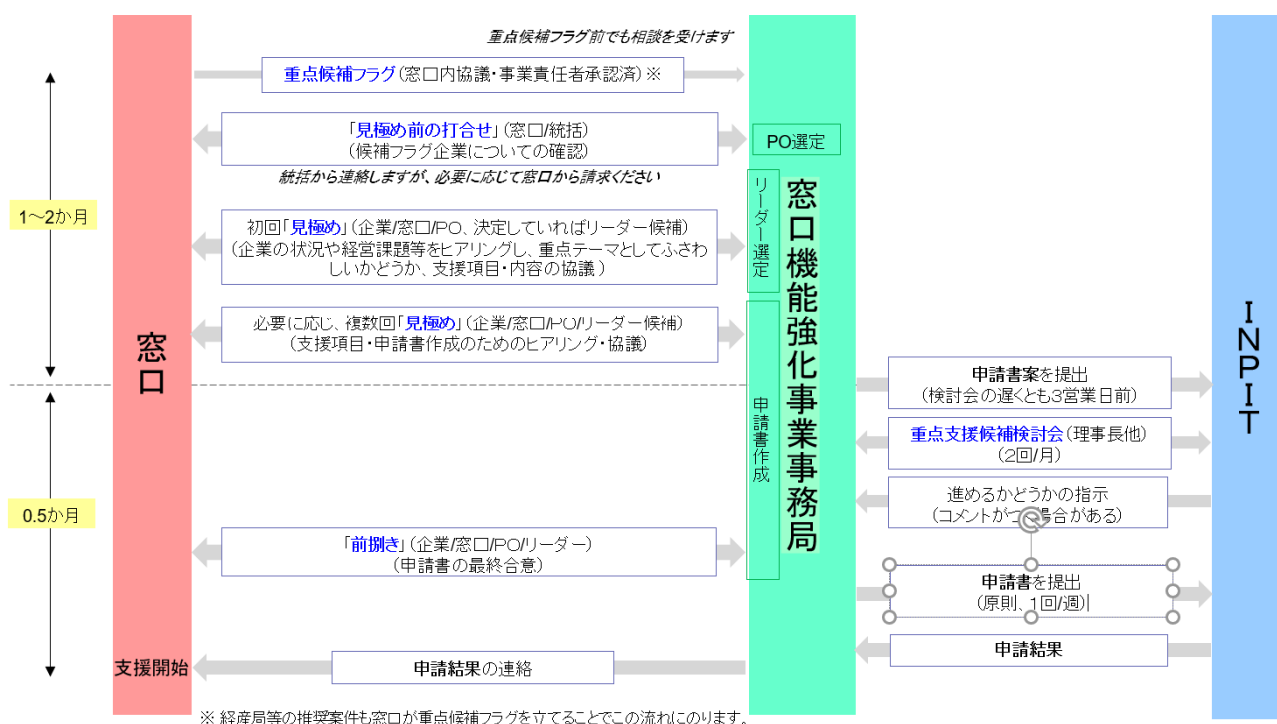 重点候補フラグ前でも相談を受けます
重点候補フラグ(窓口内協議・事業責任者承認済)※
「見極め前の打合せ」(窓口/統括)
(候補フラグ企業についての確認)
PO選定
統括から連絡しますが、必要に応じて窓口から請求ください
リーダー選定
1～2か月
初回「見極め」(企業/窓口/PO、決定していればリーダー候補)
(企業の状況や経営課題等をヒアリングし、重点テーマとしてふさわ
しいかどうか、支援項目・内容の協議)
必要に応じ、複数回「見極め」(企業/窓口/PO/リーダー候補)
(支援項目・申請書作成のためのヒアリング・協議)
窓口
窓口機能強化事業事務局
INPIT
申請書作成
申請書案を提出
(検討会の遅くとも3営業日前)
重点支援候補検討会(理事長他)
(2回/月)
進めるかどうかの指示
(コメントがつく場合がある)
0.5か月
「前捌き」(企業/窓口/PO/リーダー)
(申請書の最終合意)
申請書を提出
(原則、1回/週)
申請結果
支援開始
申請結果の連絡
※ 経産局等の推奨案件も窓口が重点候補フラグを立てることでこの流れにのります。